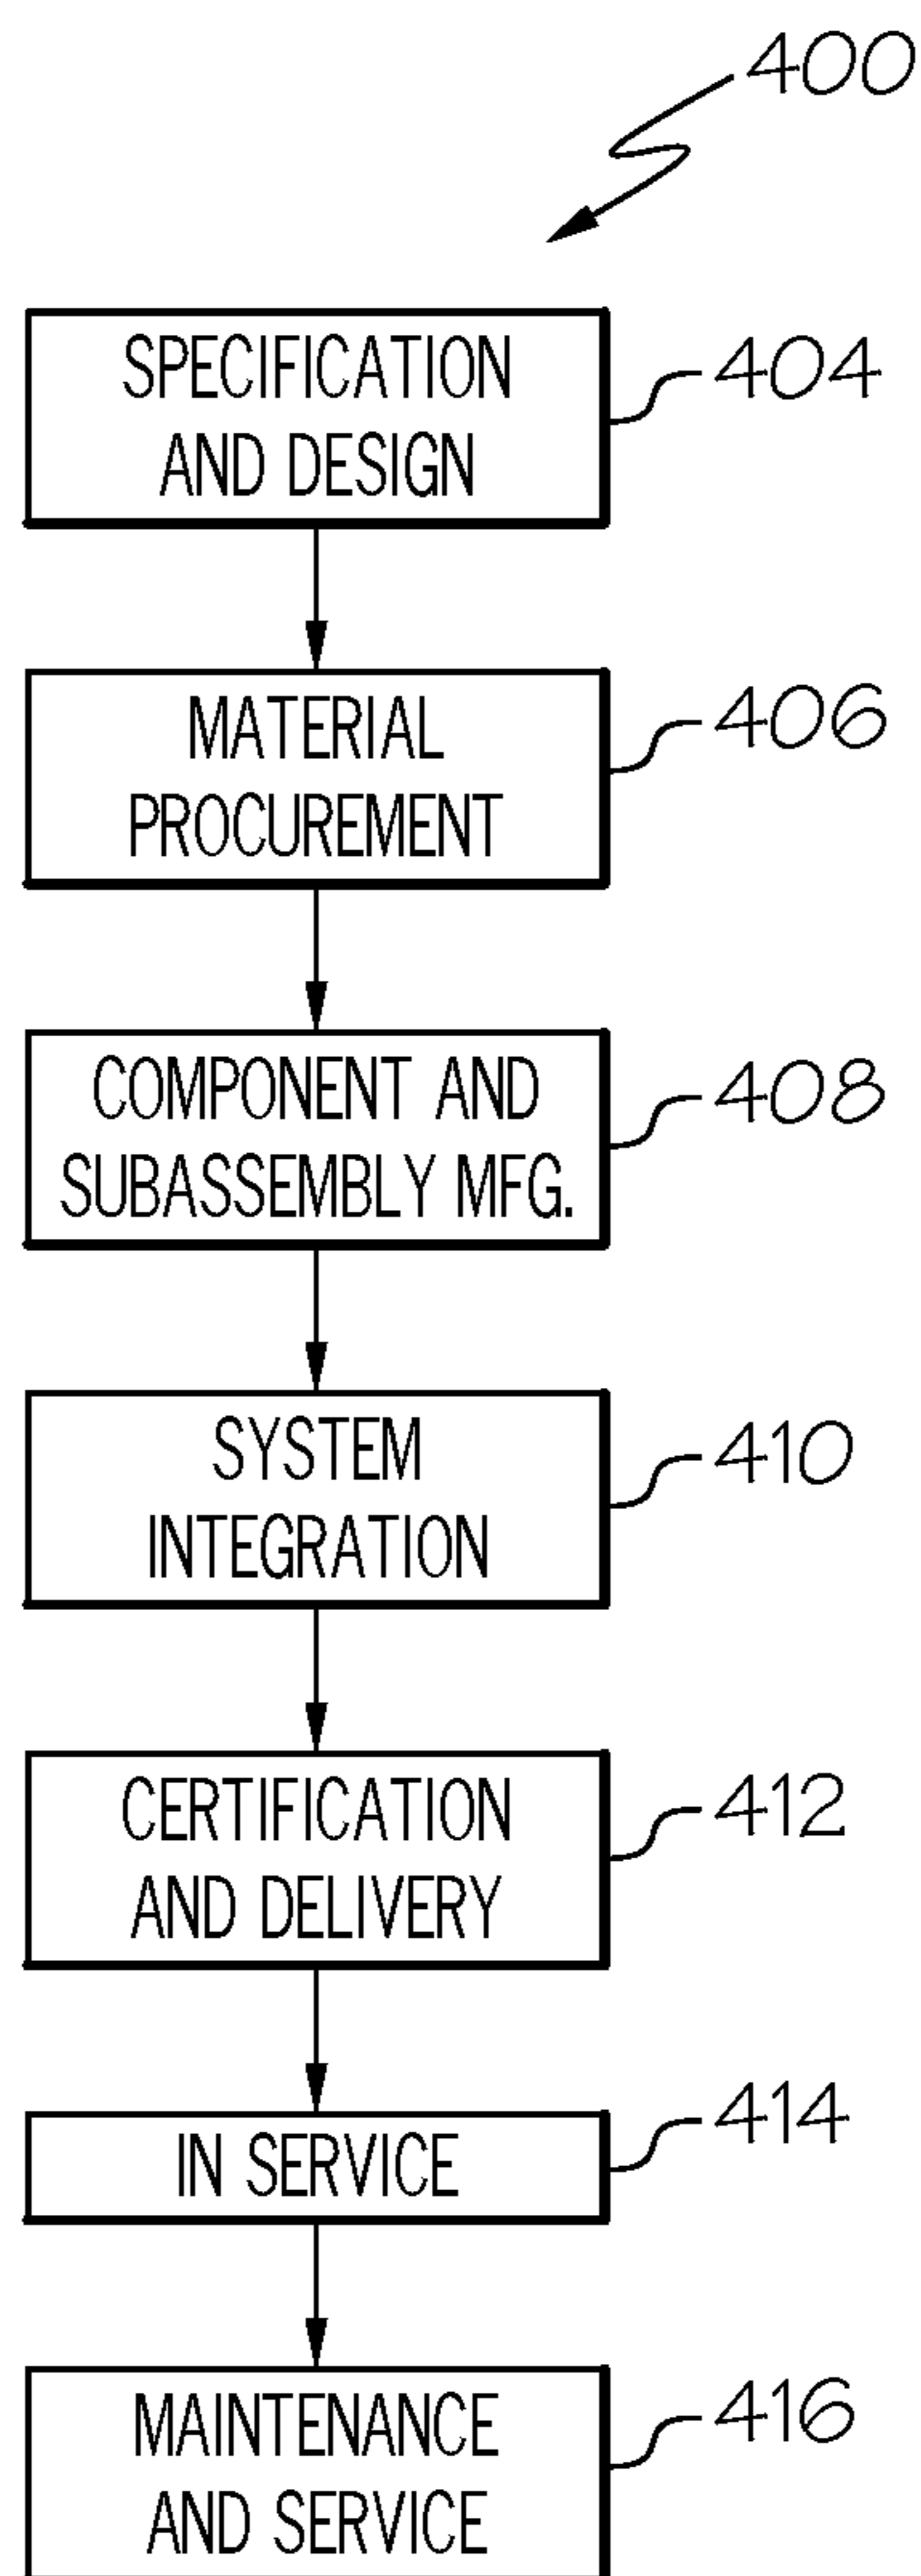 400
SPECIFICATION
AND DESIGN
404
MATERIAL
PROCUREMENT
406
COMPONENT AND
SUBASSEMBLY MFG.
408
SYSTEM
INTEGRATION
410
CERTIFICATION
AND DELIVERY
412
IN SERVICE
414
MAINTENANCE
AND SERVICE
416